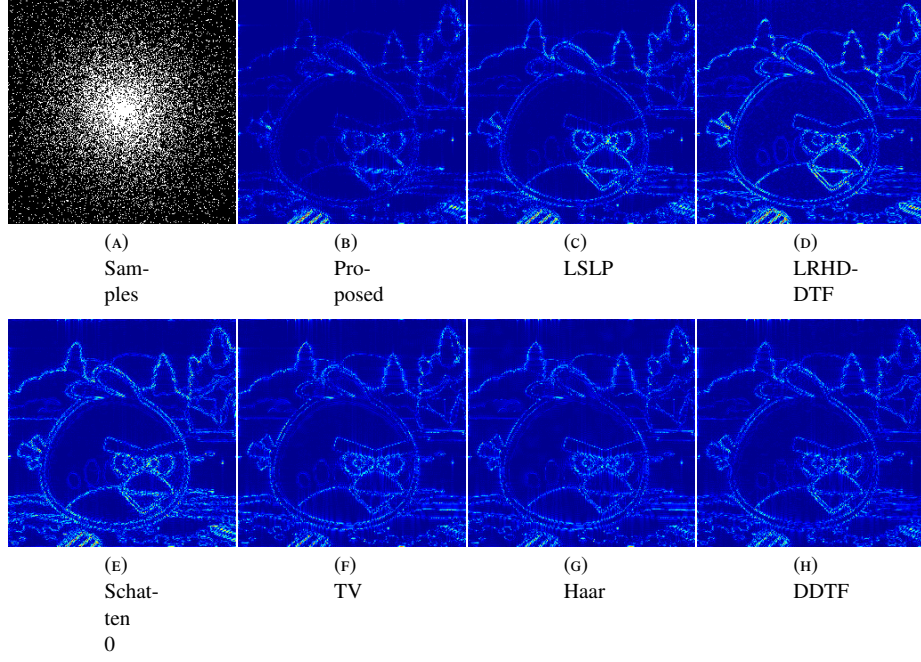 (A)
Sam-
ples
(B)
Pro-
posed
(C)
LSLP
(D)
LRHD-
DTF
(E)
Schat-
ten
0
(F)
TV
(G)
Haar
(H)
DDTF